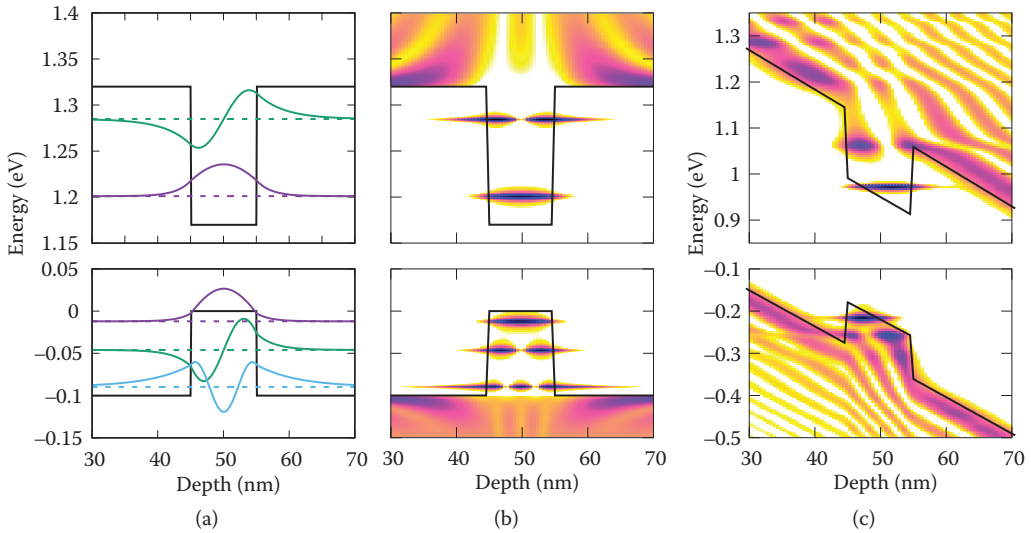 1.4
1.35
1.3
1.25
1.2
1.15
0.05
0
−0.05
−0.1
−0.15
Energy (eV)
30 40 50 60 70
Depth (nm)
(a)
30 40 50 60 70
Depth (nm)
(b)
1.3
1.2
1.1
1
0.9
−0.1
−0.2
−0.3
−0.4
−0.5
Energy (eV)
30 40 50 60 70
Depth (nm)
(c)